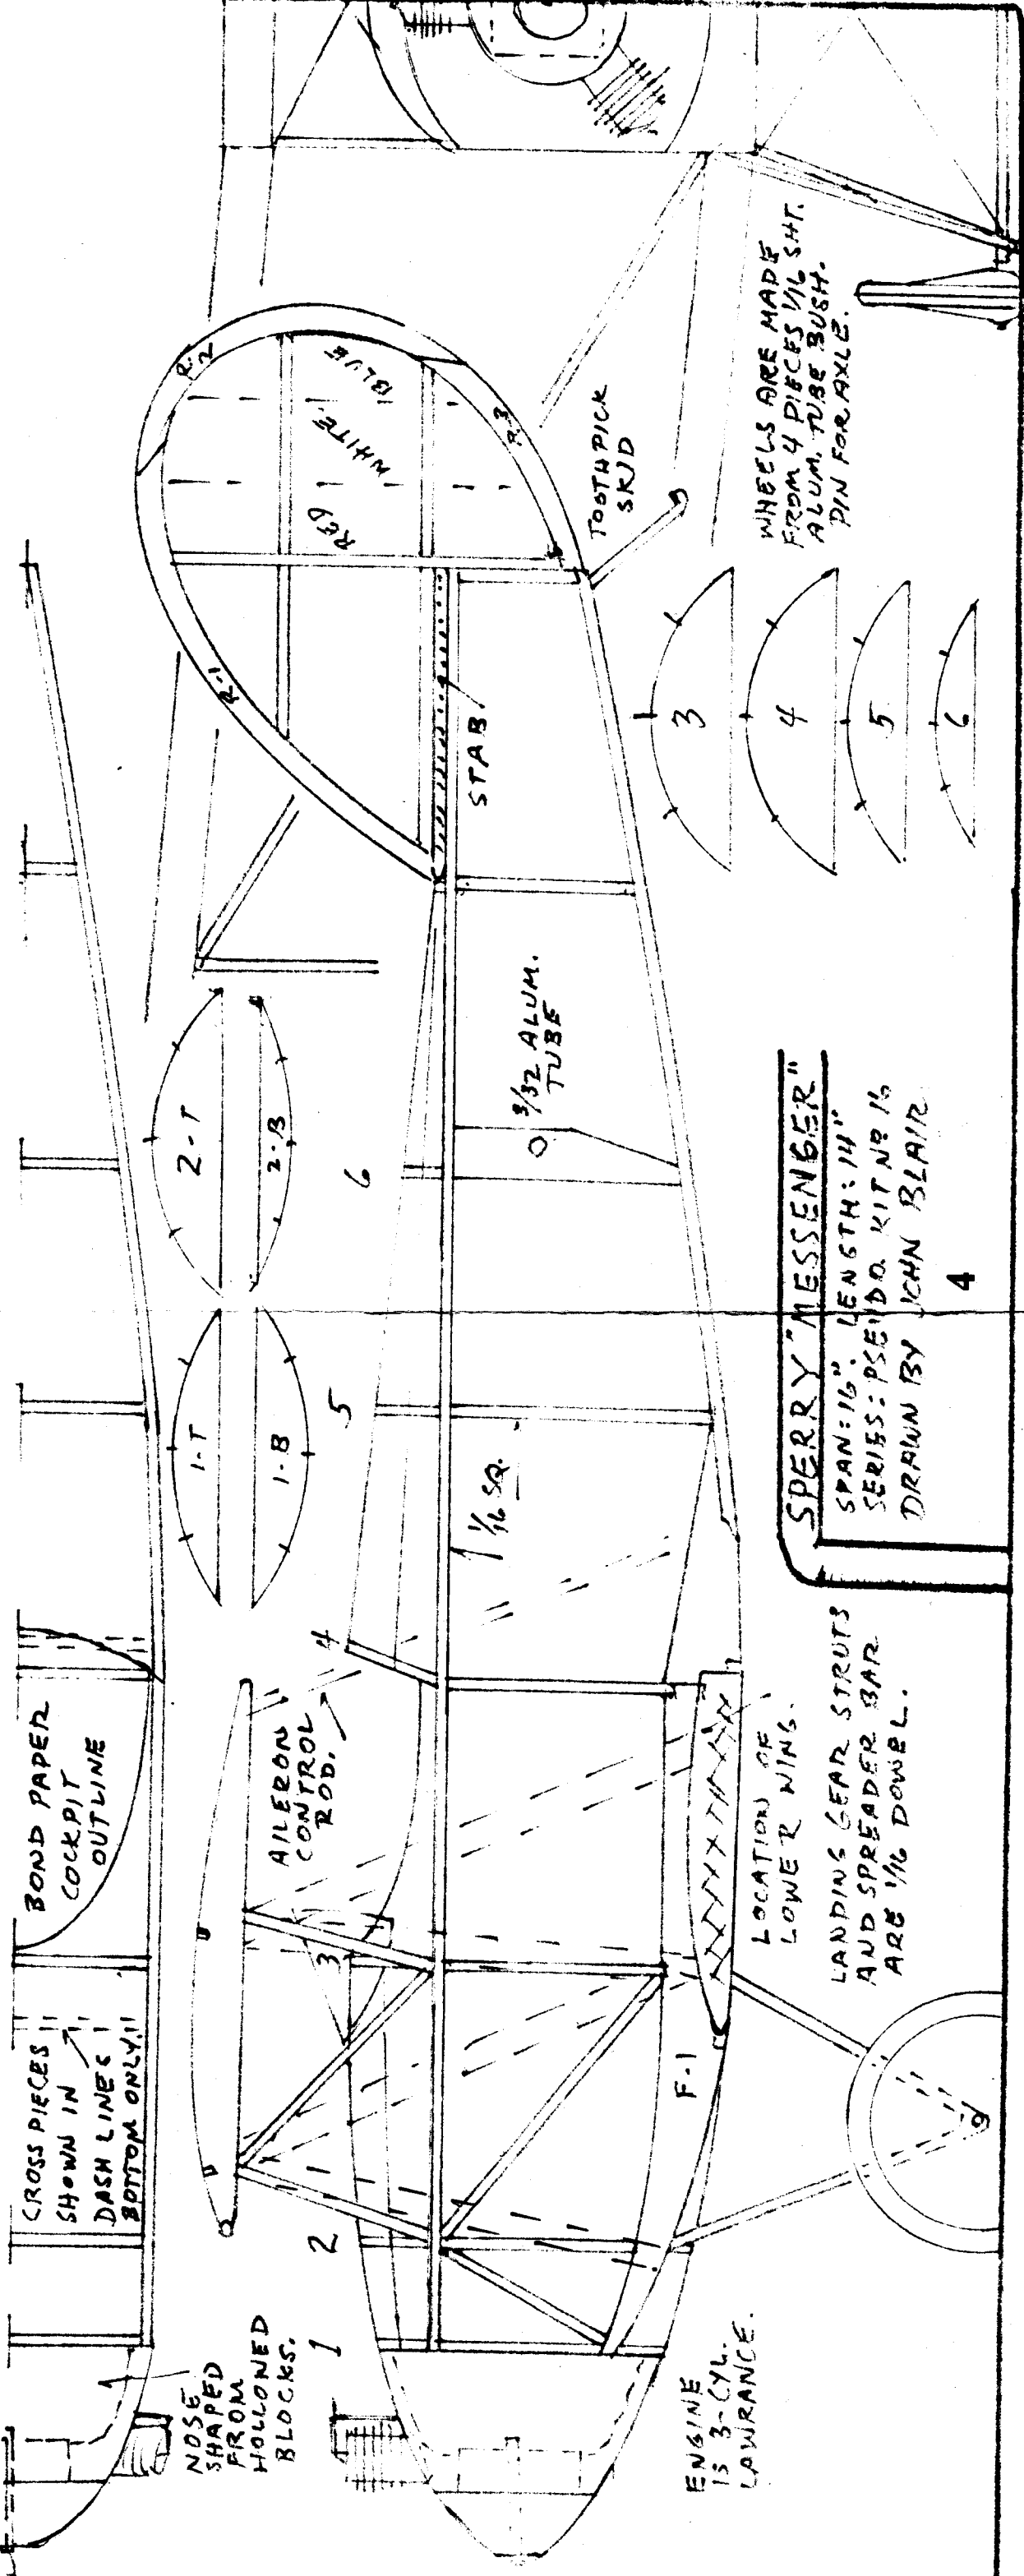 CROSS PIECES
SHOWN IN
DASH LINES
BOTTOM ONLY.
BOND PAPER
COCKPIT
OUTLINE
NOSE
SHAPED
FROM
HOLLOWED
BLOCKS.
AILERON
CONTROL
ROD.
1-T
1-B
2-T
2-B
1
2
3
4
5
6
R-1
R-2
R-3
RED
WHITE
BLUE
STAB.
TOOTHPICK
SKID
3/32 ALUM.
TUBE
1/16 SQ.
F-1
ENGINE
IS 3-CYL.
LAWRANCE.
LOCATION OF
LOWER WING.
LANDING GEAR STRUTS
AND SPREADER BAR
ARE 1/16 DOWEL.
3
4
5
6
WHEELS ARE MADE
FROM 4 PIECES 1/16 SHT.
ALUM. TUBE BUSH.
PIN FOR AXLE.
SPERRY "MESSENGER"
SPAN: 16". LENGTH: 14"
SERIES: PSEUDO KIT No 16
DRAWN BY JOHN BLAIR
4